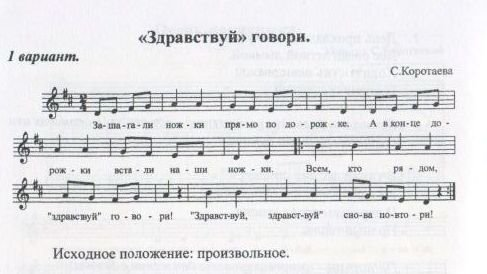 «Здравствуй» говори.
1 вариант.
С.Коротаева
За-ша-га-ли нож-ки пря-мо по до-рож-ке. А в кон-це до-
рож-ки вста-ли на-ши нож-ки. Всем, кто ря-дом,
"здравствуй" го-во-ри! "Здравст-вуй, здравст-вуй" сно-ва по-вто-ри!
Исходное положение: произвольное.